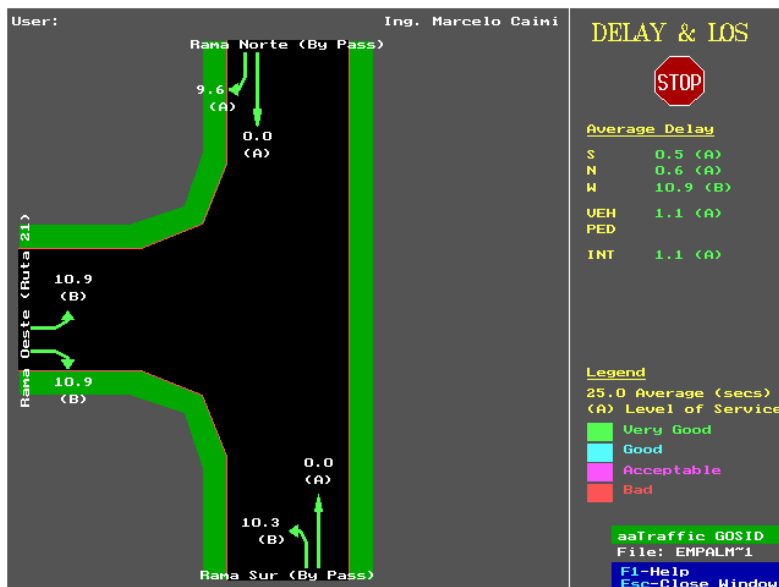 User:
Ing. Marcelo Caimi
Rama Norte (By Pass)
9.6
(A)
0.0
(A)
Rama Oeste (Ruta 21)
10.9
(B)
10.9
(B)
0.0
(A)
10.3
(B)
Rama Sur (By Pass)
DELAY & LOS
STOP
Average Delay
S 0.5 (A)
N 0.6 (A)
W 10.9 (B)
VEH 1.1 (A)
PED
INT 1.1 (A)
Legend
25.0 Average (secs)
(A) Level of Service
Very Good
Good
Acceptable
Bad
aaTraffic GOSID
File: EMPALM~1
F1-Help
Esc-Close Window